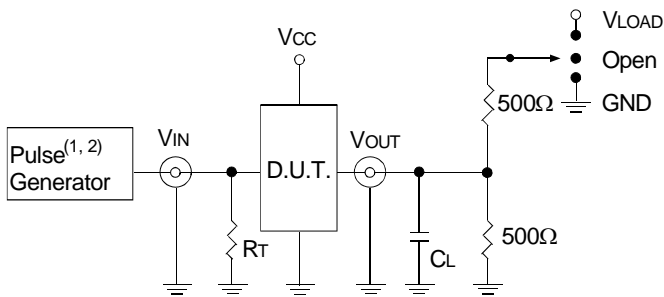 VLOAD
VCC
Open
500Ω
GND
VIN
VOUT
Pulse(1, 2)
Generator
D.U.T.
RT
CL
500Ω